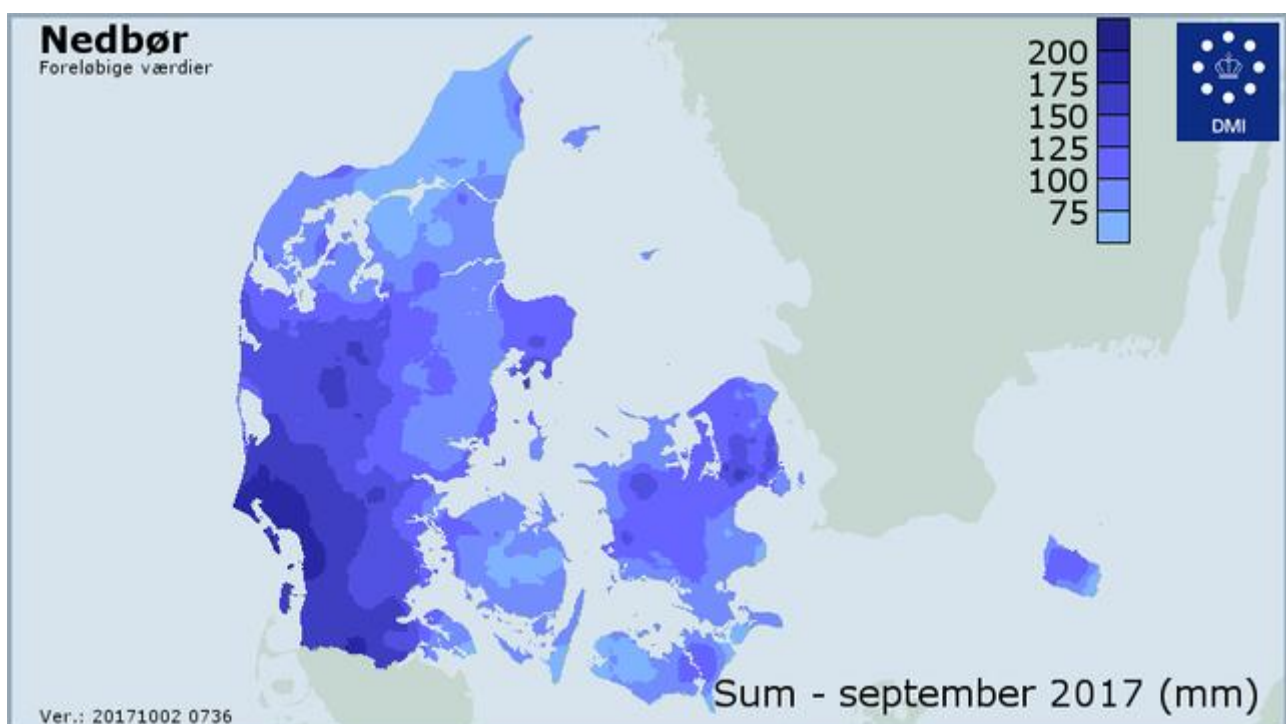 Nedbør
Foreløbige værdier
200
175
150
125
100
75
DMI
Sum - september 2017 (mm)
Ver.: 20171002 0736